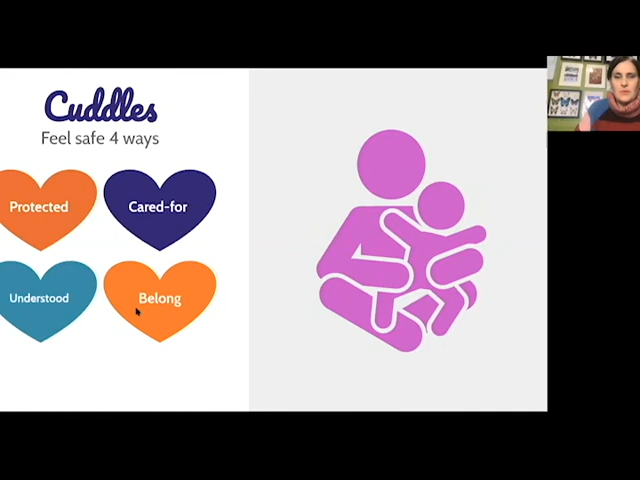 Cuddles
Feel safe 4 ways
Protected
Cared-for
Understood
Belong